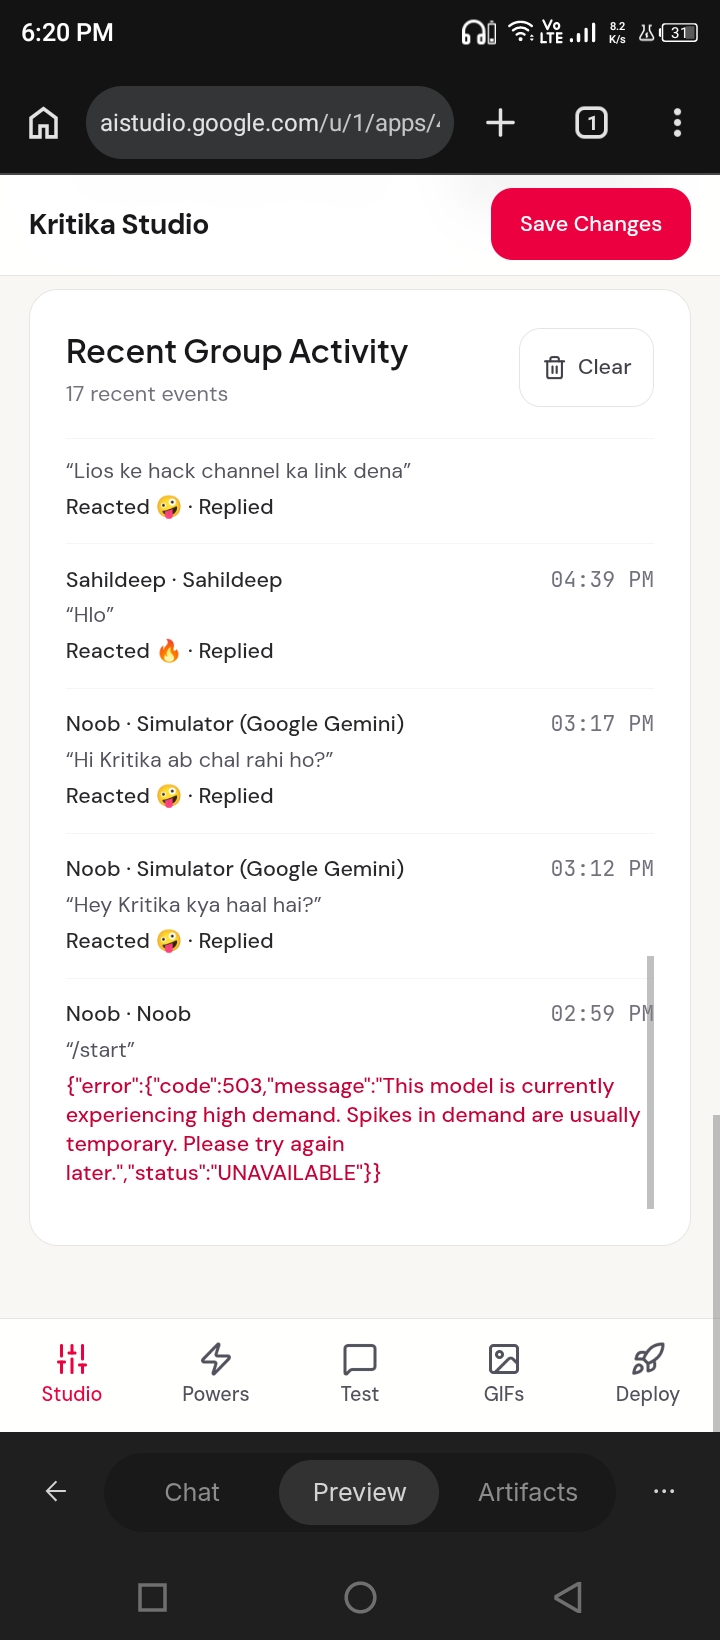 6:20 PM
Vo LTE
8.2 K/s
31
aistudio.google.com/u/1/apps/
1
Kritika Studio
Save Changes
Recent Group Activity
Clear
17 recent events
“Lios ke hack channel ka link dena”
Reacted 🤪 · Replied
Sahildeep · Sahildeep 04:39 PM
“Hlo”
Reacted 🔥 · Replied
Noob · Simulator (Google Gemini) 03:17 PM
“Hi Kritika ab chal rahi ho?”
Reacted 🤪 · Replied
Noob · Simulator (Google Gemini) 03:12 PM
“Hey Kritika kya haal hai?”
Reacted 🤪 · Replied
Noob · Noob 02:59 PM
“/start”
{"error":{"code":503,"message":"This model is currently
experiencing high demand. Spikes in demand are usually
temporary. Please try again
later.","status":"UNAVAILABLE"}}
Studio Powers Test GIFs Deploy
Chat Preview Artifacts